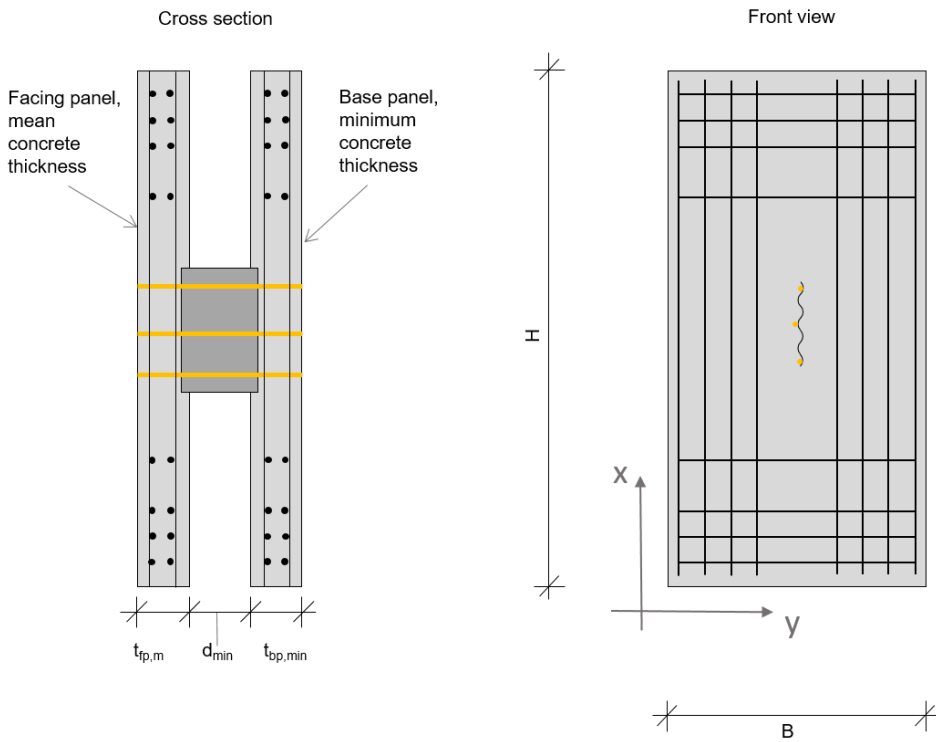 Cross section
Front view
Facing panel,
mean
concrete
thickness
Base panel,
minimum
concrete
thickness
H
x
y
t_fp,m
d_min
t_bp,min
B